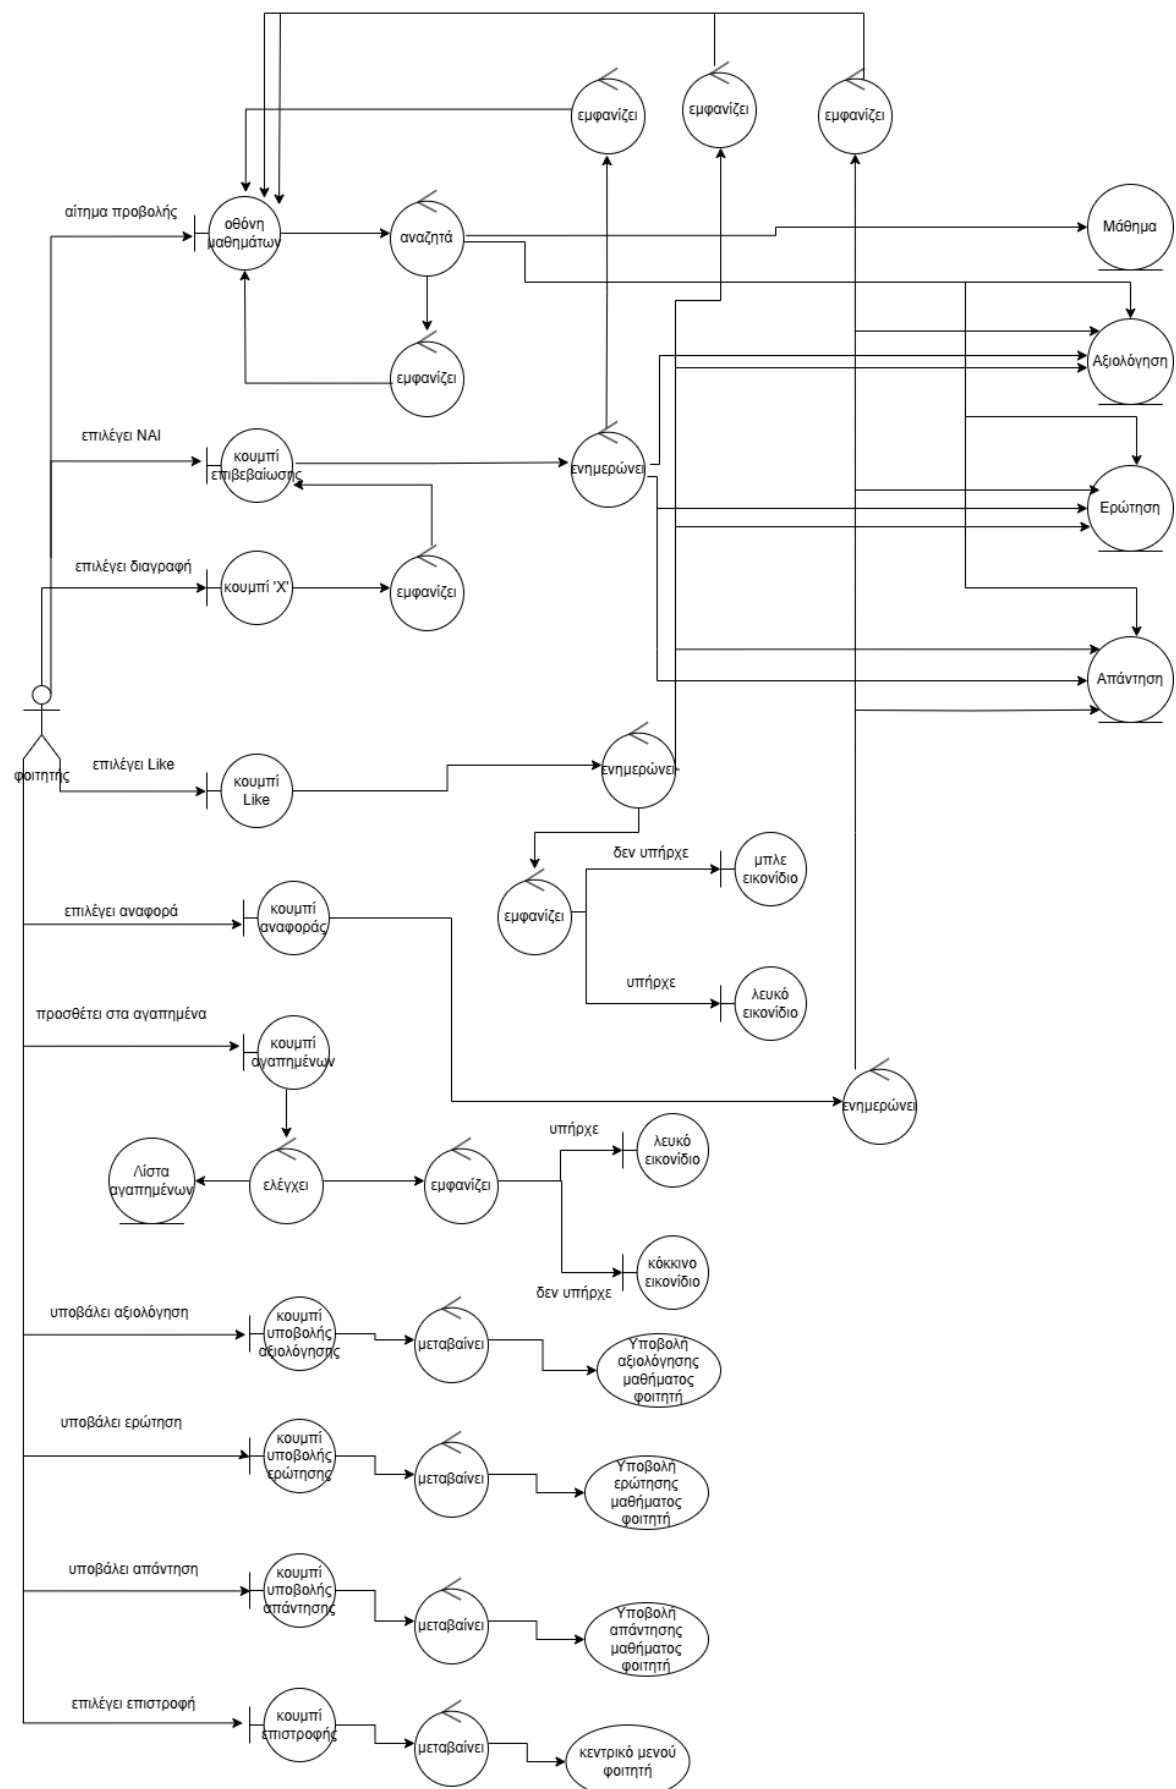 εμφανίζει
εμφανίζει
εμφανίζει
αίτημα προβολής
οθόνη
μαθημάτων
αναζητά
Μάθημα
εμφανίζει
Αξιολόγηση
επιλέγει ΝΑΙ
κουμπί
επιβεβαίωσης
ενημερώνει
Ερώτηση
επιλέγει διαγραφή
κουμπί 'Χ'
εμφανίζει
Απάντηση
φοιτητής
επιλέγει Like
κουμπί
Like
ενημερώνει
δεν υπήρχε
μπλε
εικονίδιο
εμφανίζει
επιλέγει αναφορά
κουμπί
αναφοράς
υπήρχε
λευκό
εικονίδιο
προσθέτει στα αγαπημένα
κουμπί
αγαπημένων
ενημερώνει
υπήρχε
λευκό
εικονίδιο
Λίστα
αγαπημένων
ελέγχει
εμφανίζει
κόκκινο
εικονίδιο
δεν υπήρχε
υποβάλει αξιολόγηση
κουμπί
υποβολής
αξιολόγησης
μεταβαίνει
Υποβολή
αξιολόγησης
μαθήματος
φοιτητή
υποβάλει ερώτηση
κουμπί
υποβολής
ερώτησης
μεταβαίνει
Υποβολή
ερώτησης
μαθήματος
φοιτητή
υποβάλει απάντηση
κουμπί
υποβολής
απάντησης
μεταβαίνει
Υποβολή
απάντησης
μαθήματος
φοιτητή
επιλέγει επιστροφή
κουμπί
επιστροφής
μεταβαίνει
κεντρικό μενού
φοιτητή